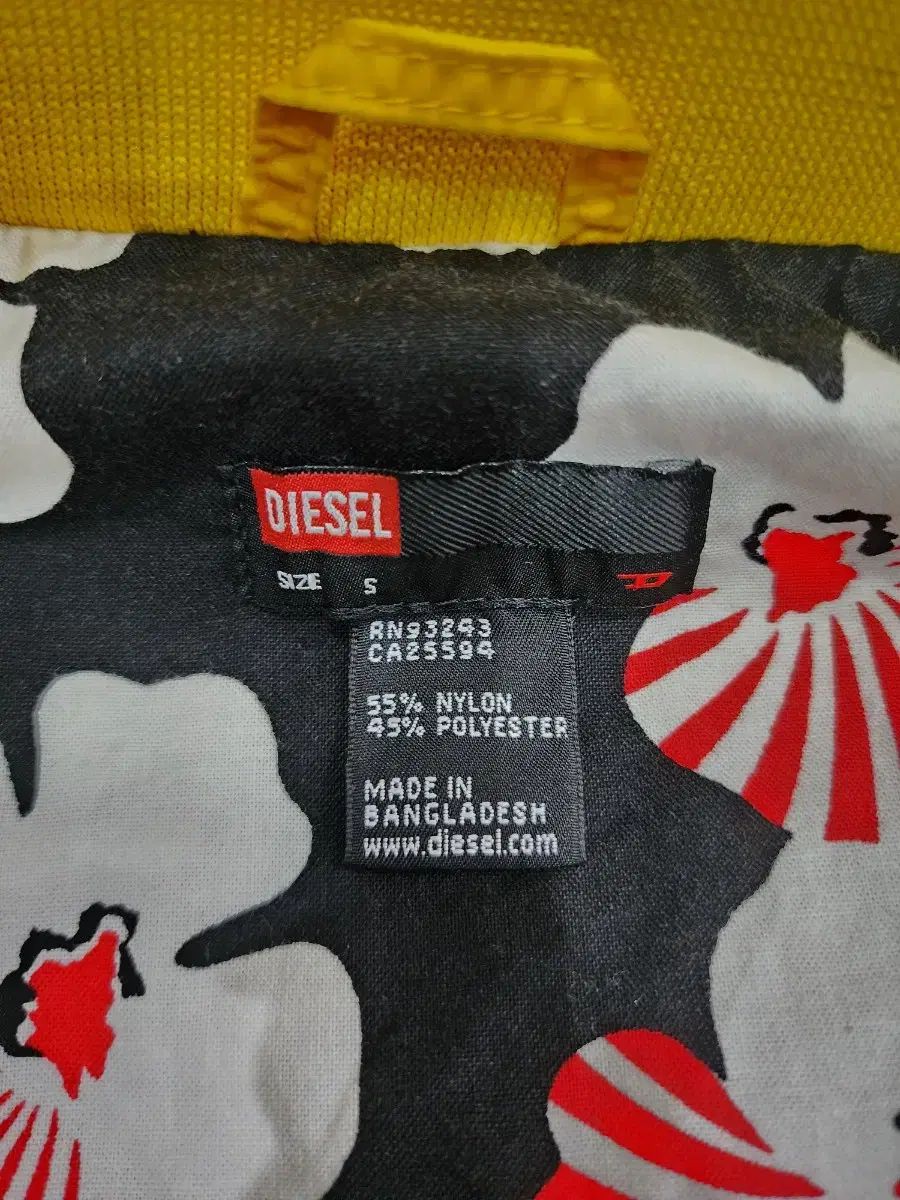 DIESEL
SIZE S
RN93243
CA25594
55% NYLON
45% POLYESTER
MADE IN
BANGLADESH
www.diesel.com